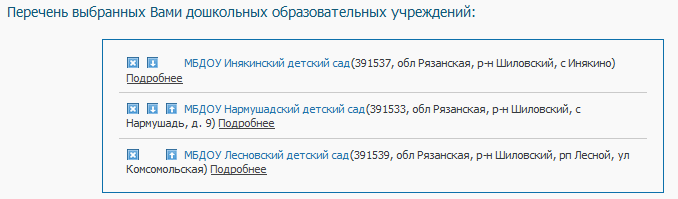 Перечень выбранных Вами дошкольных образовательных учреждений:
МБДОУ Инякинский детский сад(391537, обл Рязанская, р-н Шиловский, с Инякино)
Подробнее
МБДОУ Нармушадский детский сад(391533, обл Рязанская, р-н Шиловский, с
Нармушадь, д. 9) Подробнее
МБДОУ Лесновский детский сад(391539, обл Рязанская, р-н Шиловский, рп Лесной, ул
Комсомольская) Подробнее